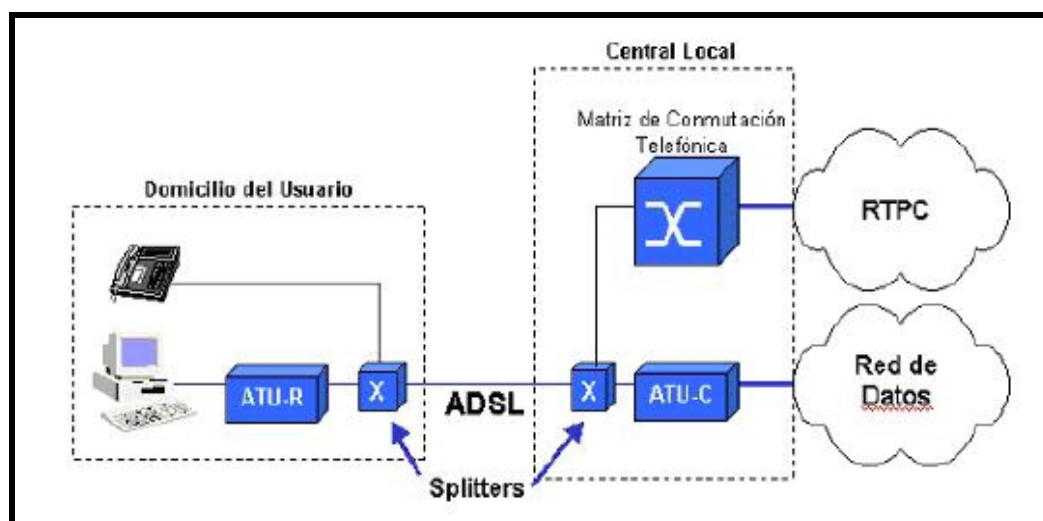 Central Local
Matriz de Conmutación
Telefónica
Domicilio del Usuario
RTPC
ATU-R
X
ADSL
X
ATU-C
Red de
Datos
Splitters